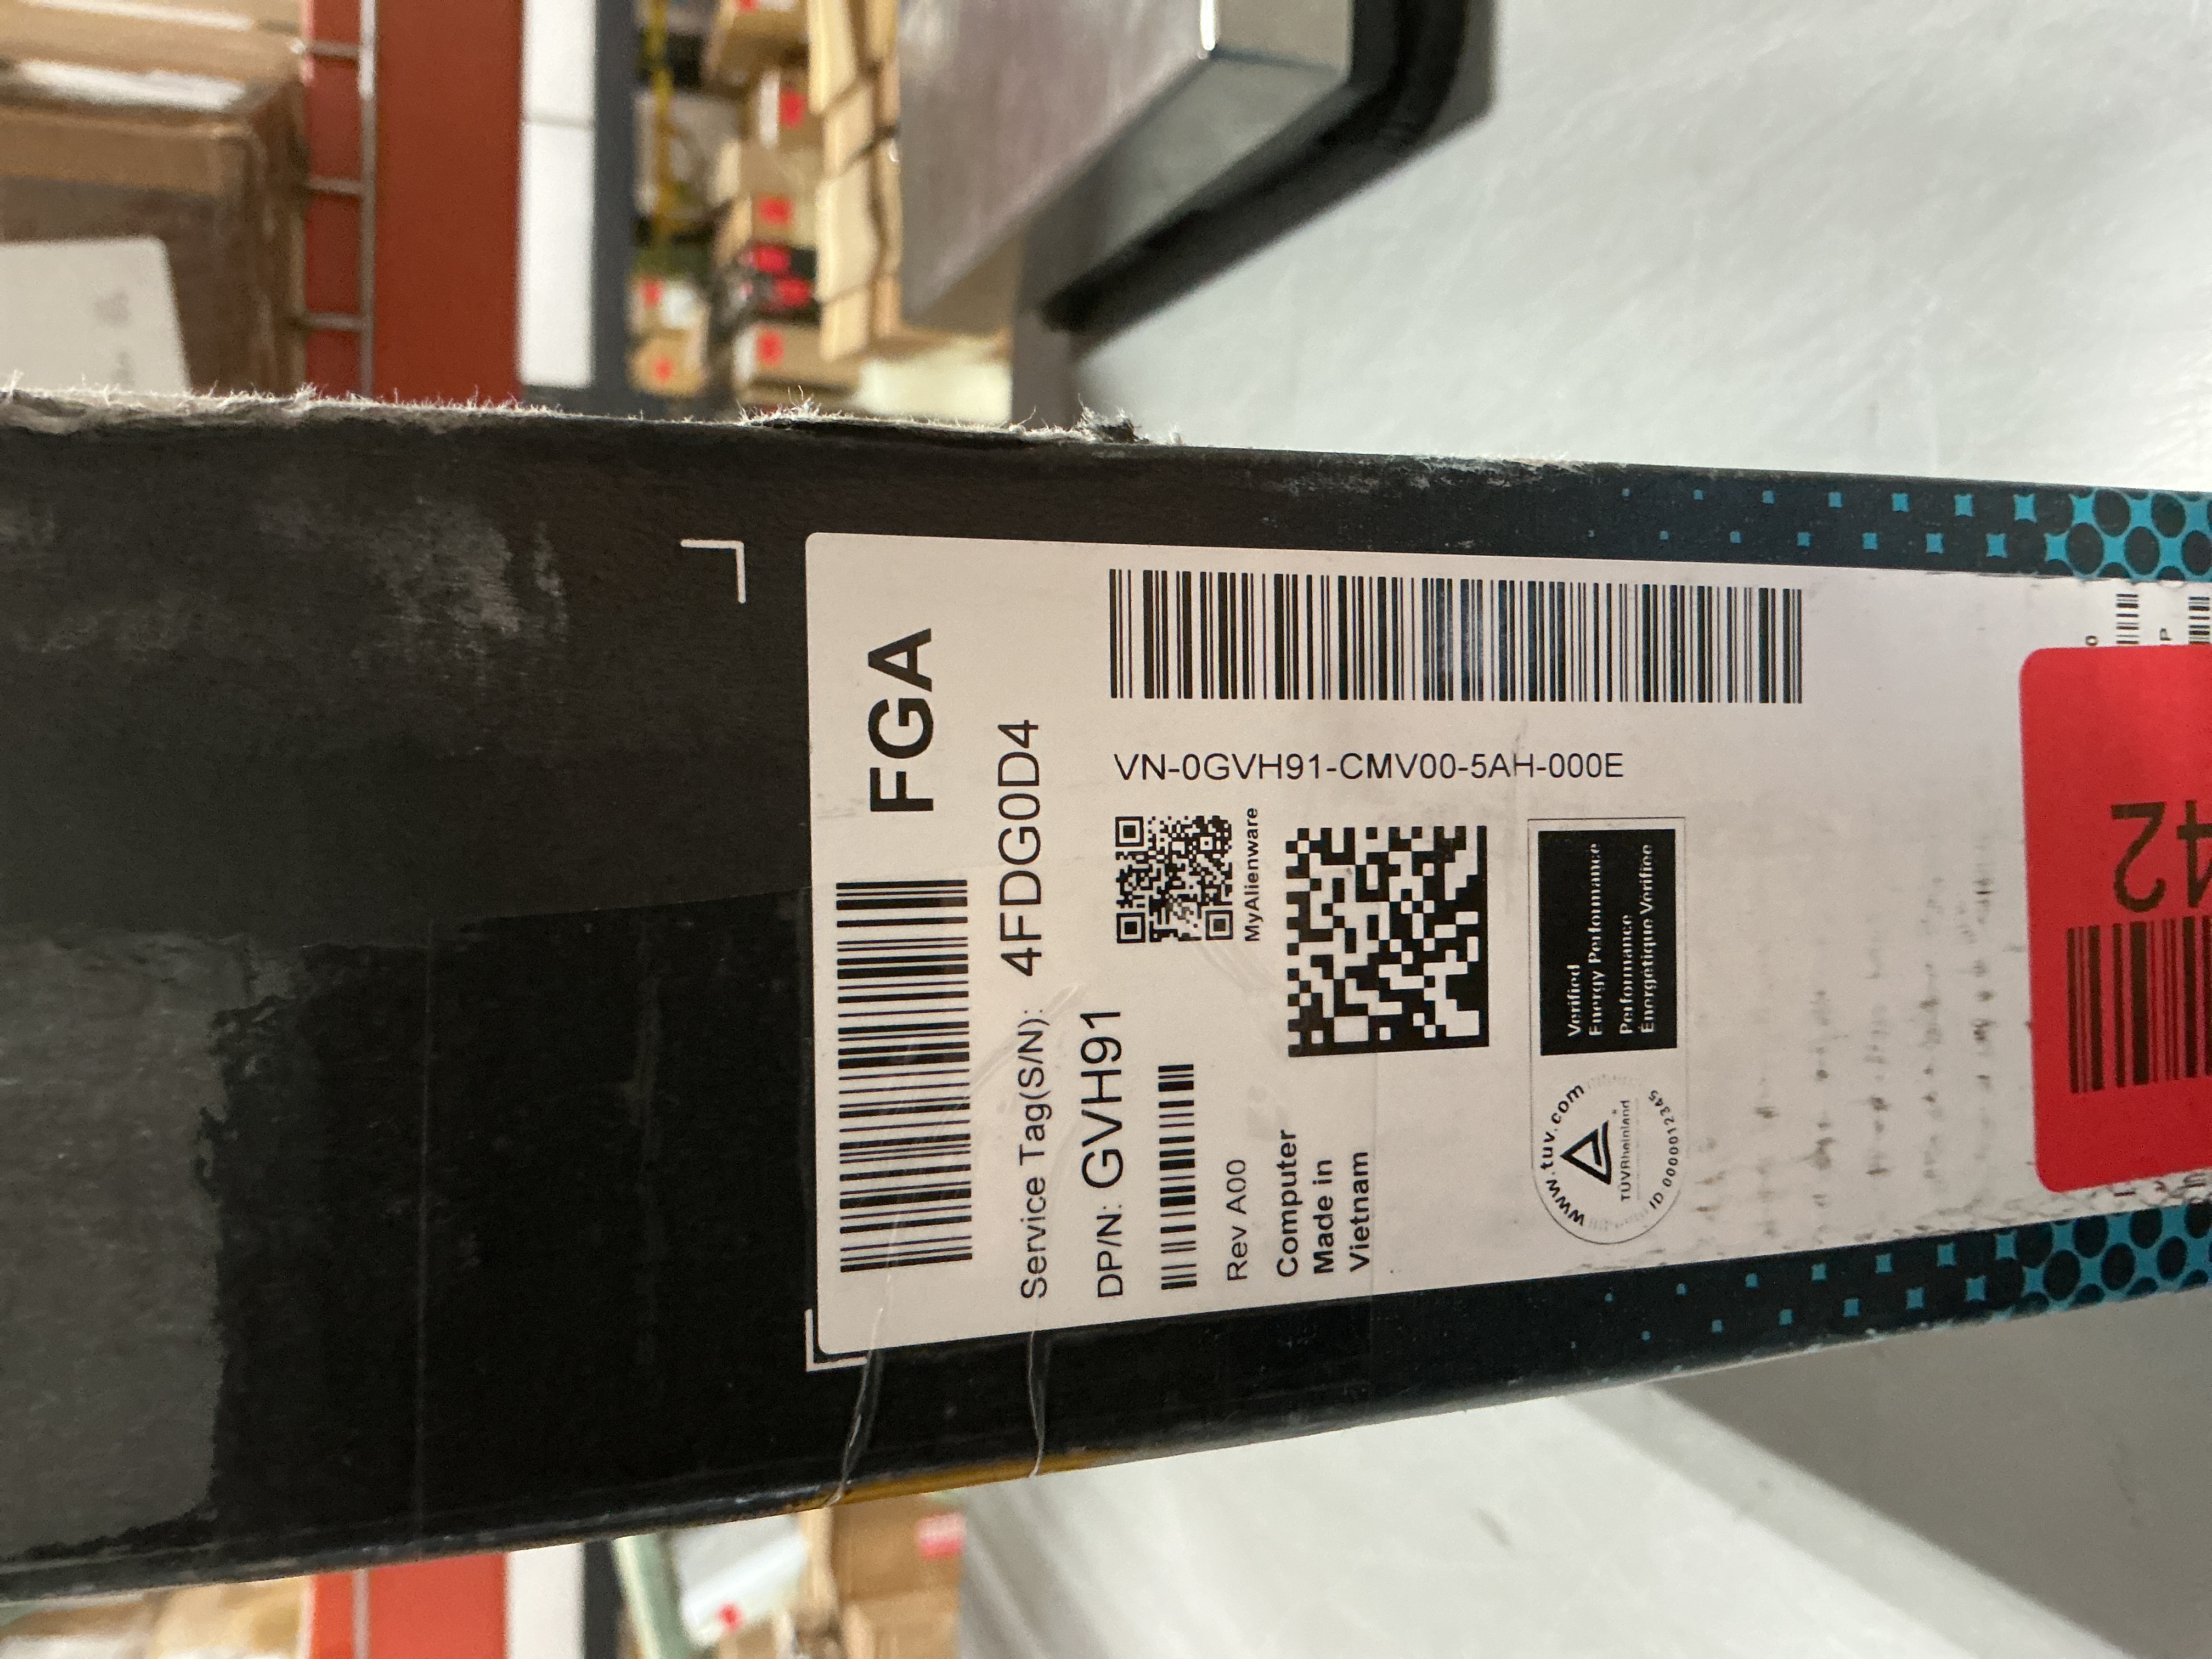 FGA
Service Tag(S/N): 4FDG0D4
DP/N: GVH91
VN-0GVH91-CMV00-5AH-000E
MyAlienware
Rev A00
Computer
Made in
Vietnam
www.tuv.com
TÜVRheinland
ID 0000012345
Verified
Energy Performance
Performance
Énergétique Vérifiée
O
P
42